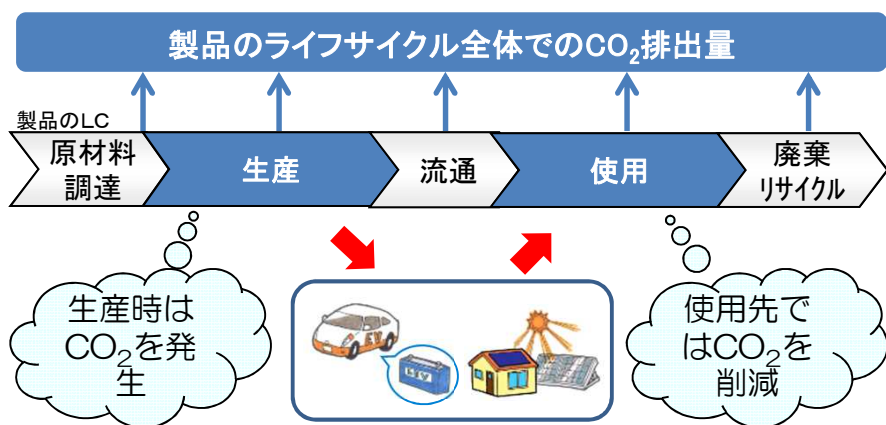 製品のライフサイクル全体でのCO₂排出量
製品のLC
原材料
調達
生産
流通
使用
廃棄
リサイクル
生産時は
CO₂を発
生
EV
使用先で
はCO₂を
削減